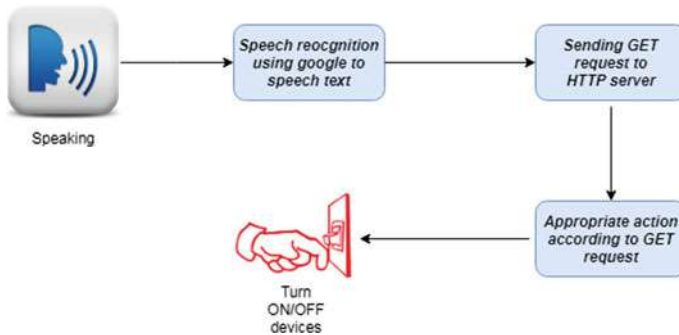 Speech reocgnition
using google to
speech text
Sending GET
request to
HTTP server
Speaking
Appropriate action
according to GET
request
Turn
ON/OFF
devices